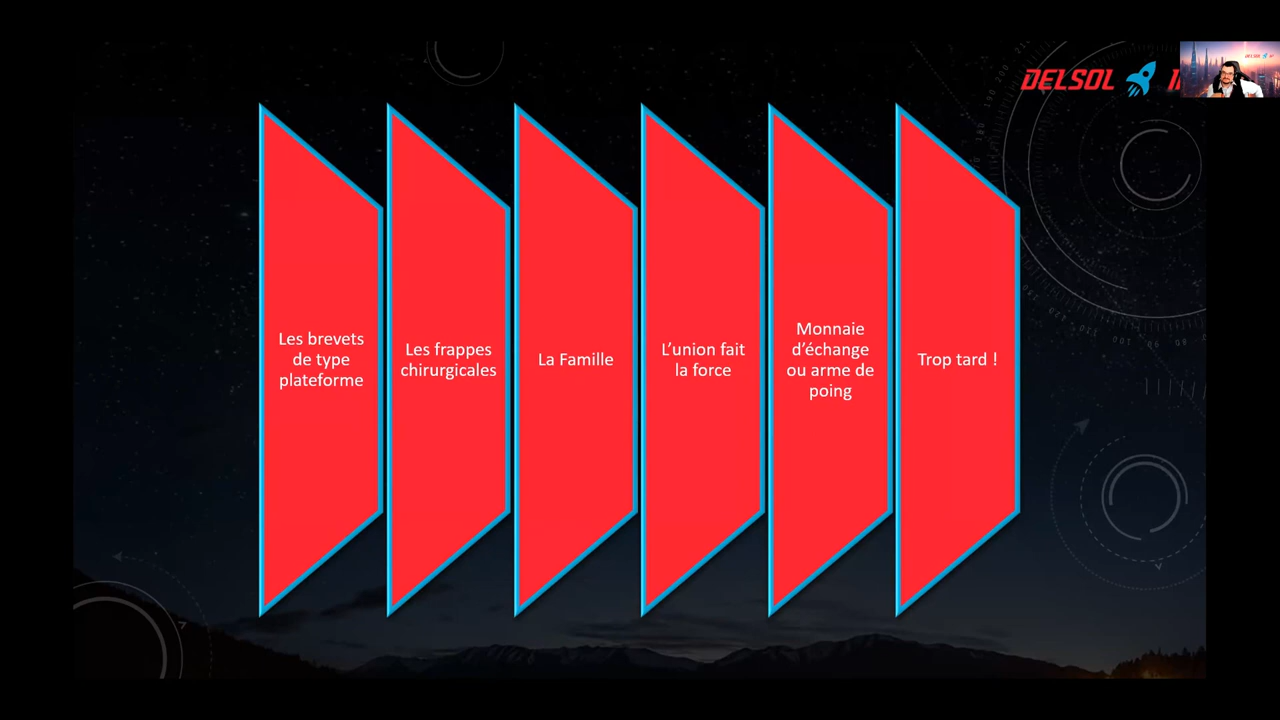 DELSOL
Les brevets
de type
plateforme
Les frappes
chirurgicales
La Famille
L’union fait
la force
Monnaie
d’échange
ou arme de
poing
Trop tard !